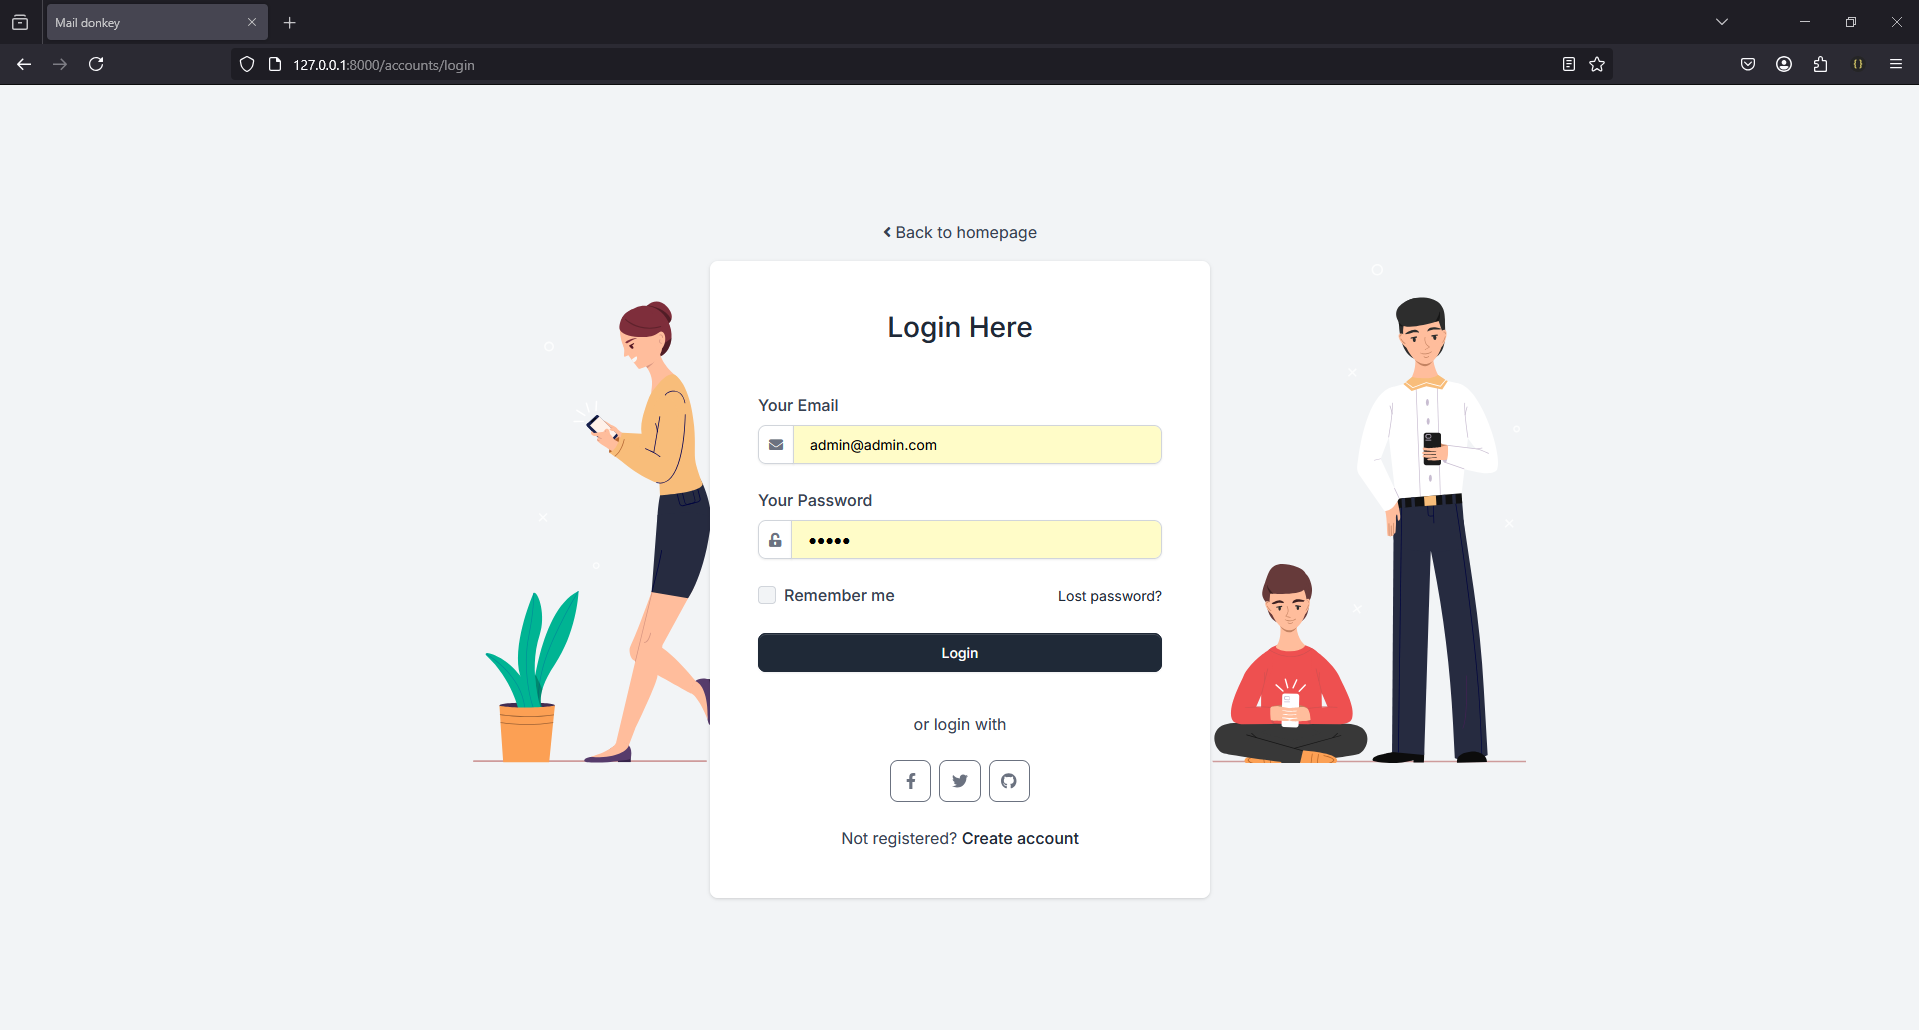 Mail donkey
127.0.0.1:8000/accounts/login
Back to homepage
Login Here
Your Email
admin@admin.com
Your Password
•••••
Remember me
Lost password?
Login
or login with
Not registered? Create account